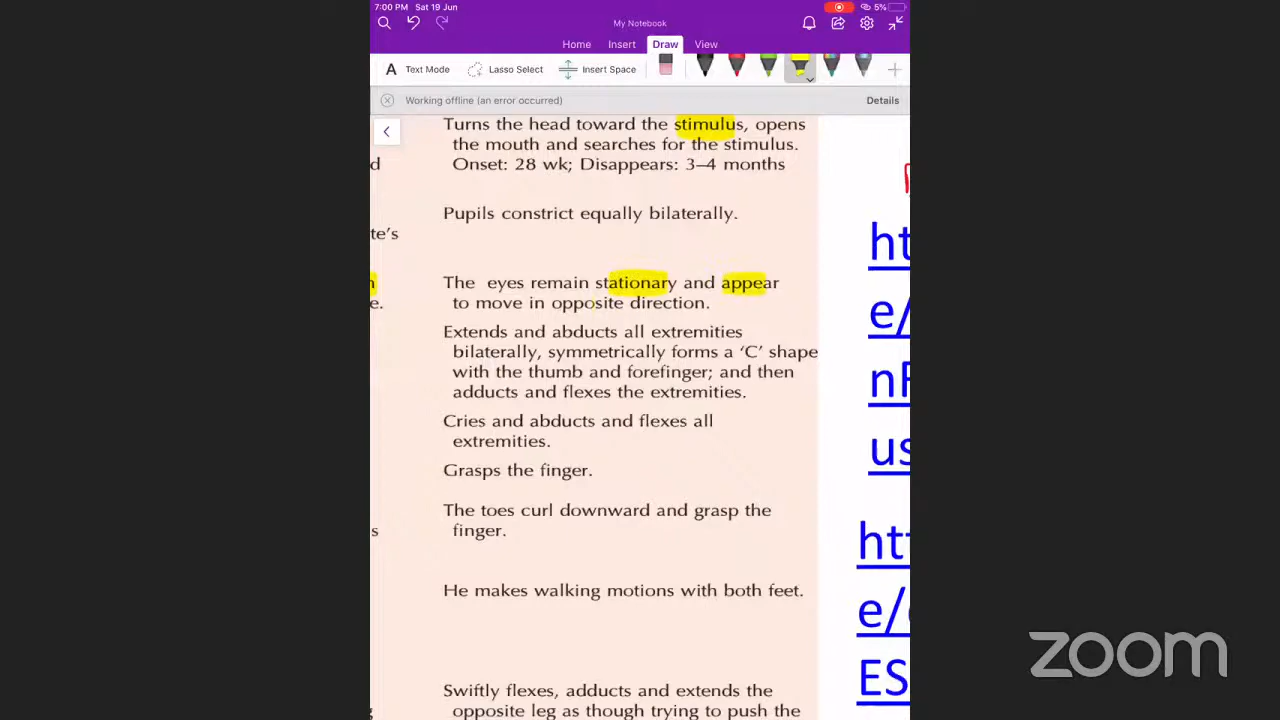 7:00 PM Sat 19 Jun
5%
My Notebook
Home Insert Draw View
A Text Mode Lasso Select Insert Space
Working offline (an error occurred) Details
Turns the head toward the stimulus, opens
the mouth and searches for the stimulus.
d Onset: 28 wk; Disappears: 3–4 months
Pupils constrict equally bilaterally.
te's
The eyes remain stationary and appear
e. to move in opposite direction.
Extends and abducts all extremities
bilaterally, symmetrically forms a ‘C’ shape
with the thumb and forefinger; and then
adducts and flexes the extremities.
Cries and abducts and flexes all
extremities.
Grasps the finger.
The toes curl downward and grasp the
s finger.
He makes walking motions with both feet.
Swiftly flexes, adducts and extends the
opposite leg as though trying to push the
ht
e/
nF
us
htt
e/
ES
zoom